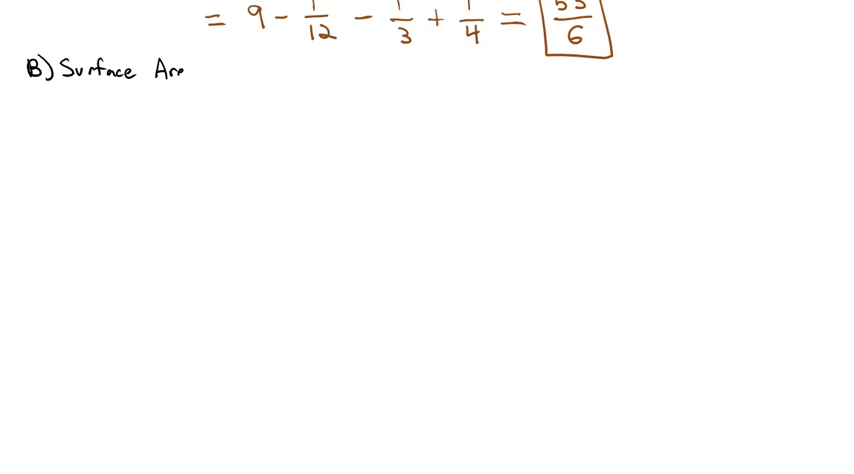 = 9 - 1/12 - 1/3 + 1/4 = 53/6
B) Surface Are